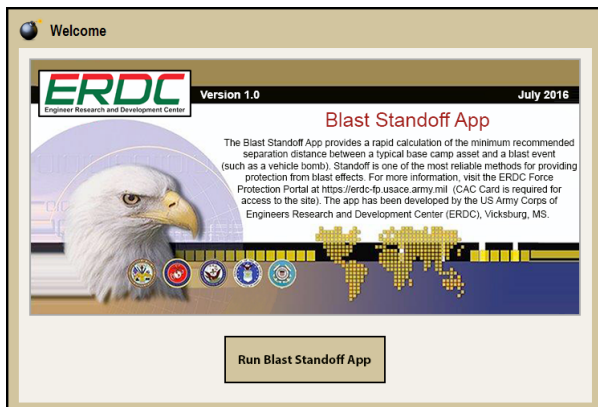 Welcome
ERDC
Engineer Research and Development Center
Version 1.0
July 2016
Blast Standoff App
The Blast Standoff App provides a rapid calculation of the minimum recommended
separation distance between a typical base camp asset and a blast event
(such as a vehicle bomb). Standoff is one of the most reliable methods for providing
protection from blast effects. For more information, visit the ERDC Force
Protection Portal at https://erdc-fp.usace.army.mil (CAC Card is required for
access to the site). The app has been developed by the US Army Corps of
Engineers Research and Development Center (ERDC), Vicksburg, MS.
Run Blast Standoff App